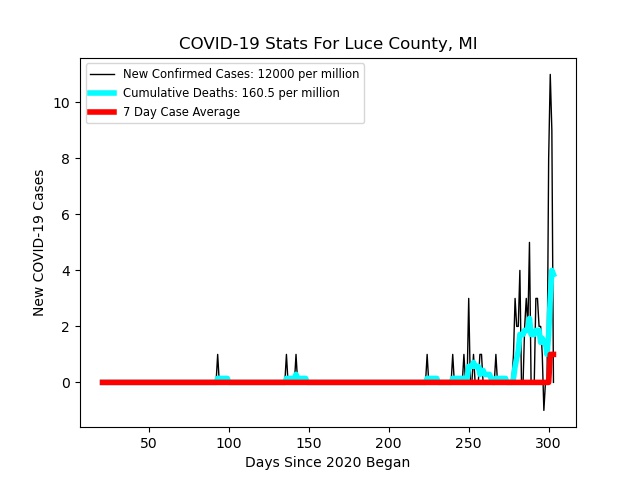 COVID-19 Stats For Luce County, MI
New Confirmed Cases: 12000 per million
Cumulative Deaths: 160.5 per million
7 Day Case Average
New COVID-19 Cases
10
8
6
4
2
0
50 100 150 200 250 300
Days Since 2020 Began